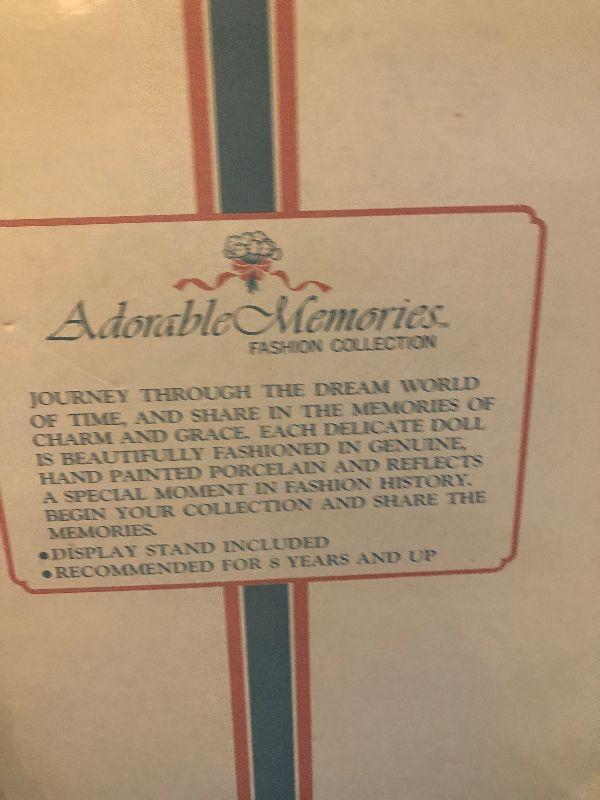 Adorable Memories™
FASHION COLLECTION
JOURNEY THROUGH THE DREAM WORLD
OF TIME, AND SHARE IN THE MEMORIES OF
CHARM AND GRACE. EACH DELICATE DOLL
IS BEAUTIFULLY FASHIONED IN GENUINE,
HAND PAINTED PORCELAIN AND REFLECTS
A SPECIAL MOMENT IN FASHION HISTORY.
BEGIN YOUR COLLECTION AND SHARE THE
MEMORIES.
●DISPLAY STAND INCLUDED
●RECOMMENDED FOR 8 YEARS AND UP